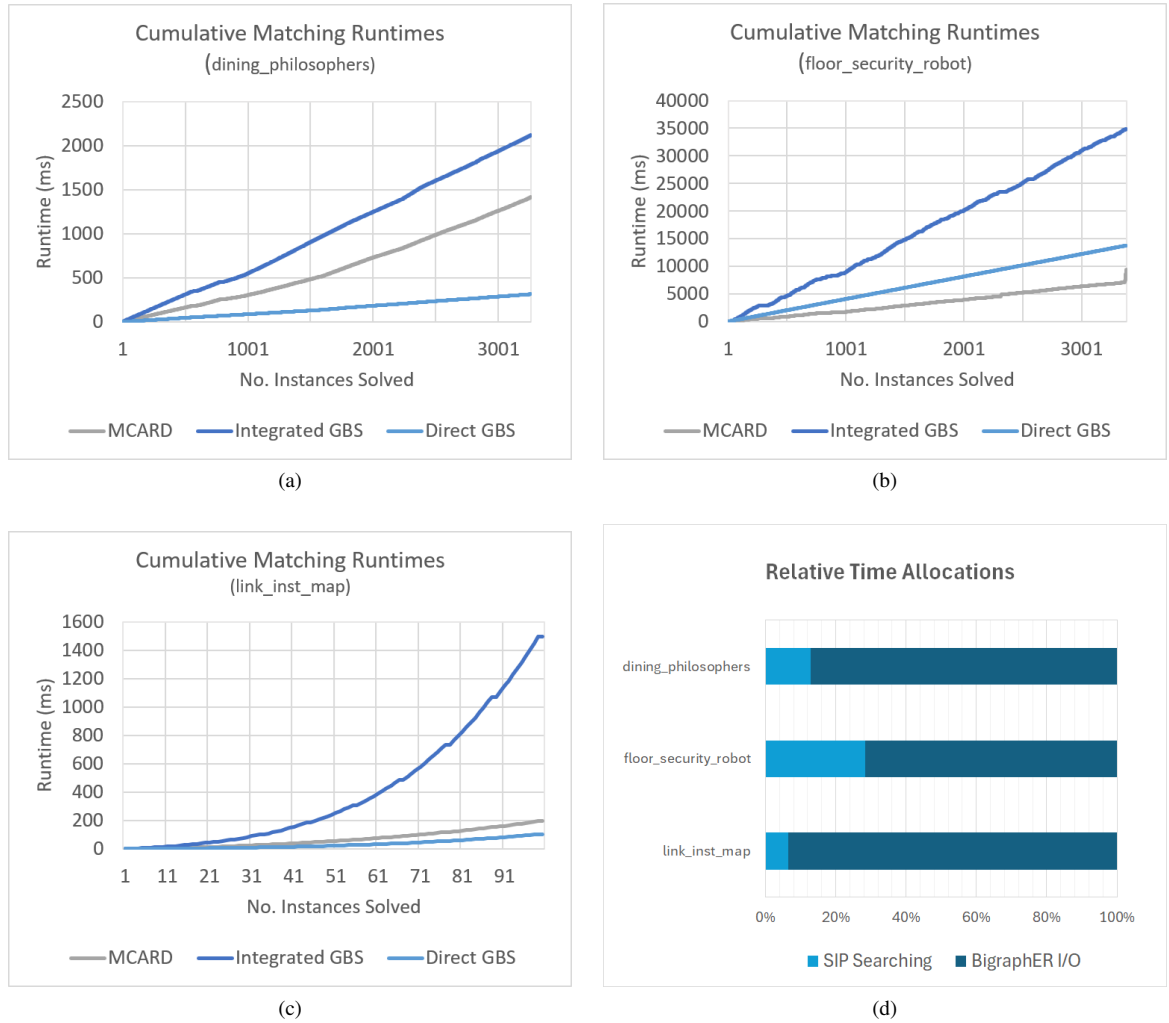 Cumulative Matching Runtimes
(dining_philosophers)
2500
2000
1500
1000
500
0
Runtime (ms)
1 1001 2001 3001
No. Instances Solved
MCARD Integrated GBS Direct GBS
(a)
Cumulative Matching Runtimes
(floor_security_robot)
40000
35000
30000
25000
20000
15000
10000
5000
0
Runtime (ms)
1 1001 2001 3001
No. Instances Solved
MCARD Integrated GBS Direct GBS
(b)
Cumulative Matching Runtimes
(link_inst_map)
1600
1400
1200
1000
800
600
400
200
0
Runtime (ms)
1 11 21 31 41 51 61 71 81 91
No. Instances Solved
MCARD Integrated GBS Direct GBS
(c)
Relative Time Allocations
dining_philosophers
floor_security_robot
link_inst_map
0% 20% 40% 60% 80% 100%
SIP Searching BigraphER I/O
(d)